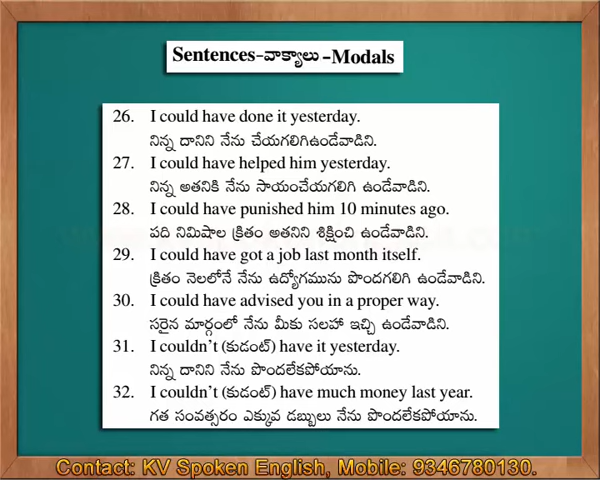 Sentences-వాక్యాలు -Modals
26. I could have done it yesterday.
నిన్న దానిని నేను చేయగలిగిఉండేవాడిని.
27. I could have helped him yesterday.
నిన్న అతనికి నేను సాయంచేయగలిగి ఉండేవాడిని.
28. I could have punished him 10 minutes ago.
పది నిమిషాల క్రితం అతనిని శిక్షించి ఉండేవాడిని.
29. I could have got a job last month itself.
క్రితం నెలలోనే నేను ఉద్యోగమును పొందగలిగి ఉండేవాడిని.
30. I could have advised you in a proper way.
సరైన మార్గంలో నేను మీకు సలహా ఇచ్చి ఉండేవాడిని.
31. I couldn't (కుడంట్) have it yesterday.
నిన్న దానిని నేను పొందలేకపోయాను.
32. I couldn't (కుడంట్) have much money last year.
గత సంవత్సరం ఎక్కువ డబ్బులు నేను పొందలేకపోయాను.
Contact: KV Spoken English, Mobile: 9346780130.